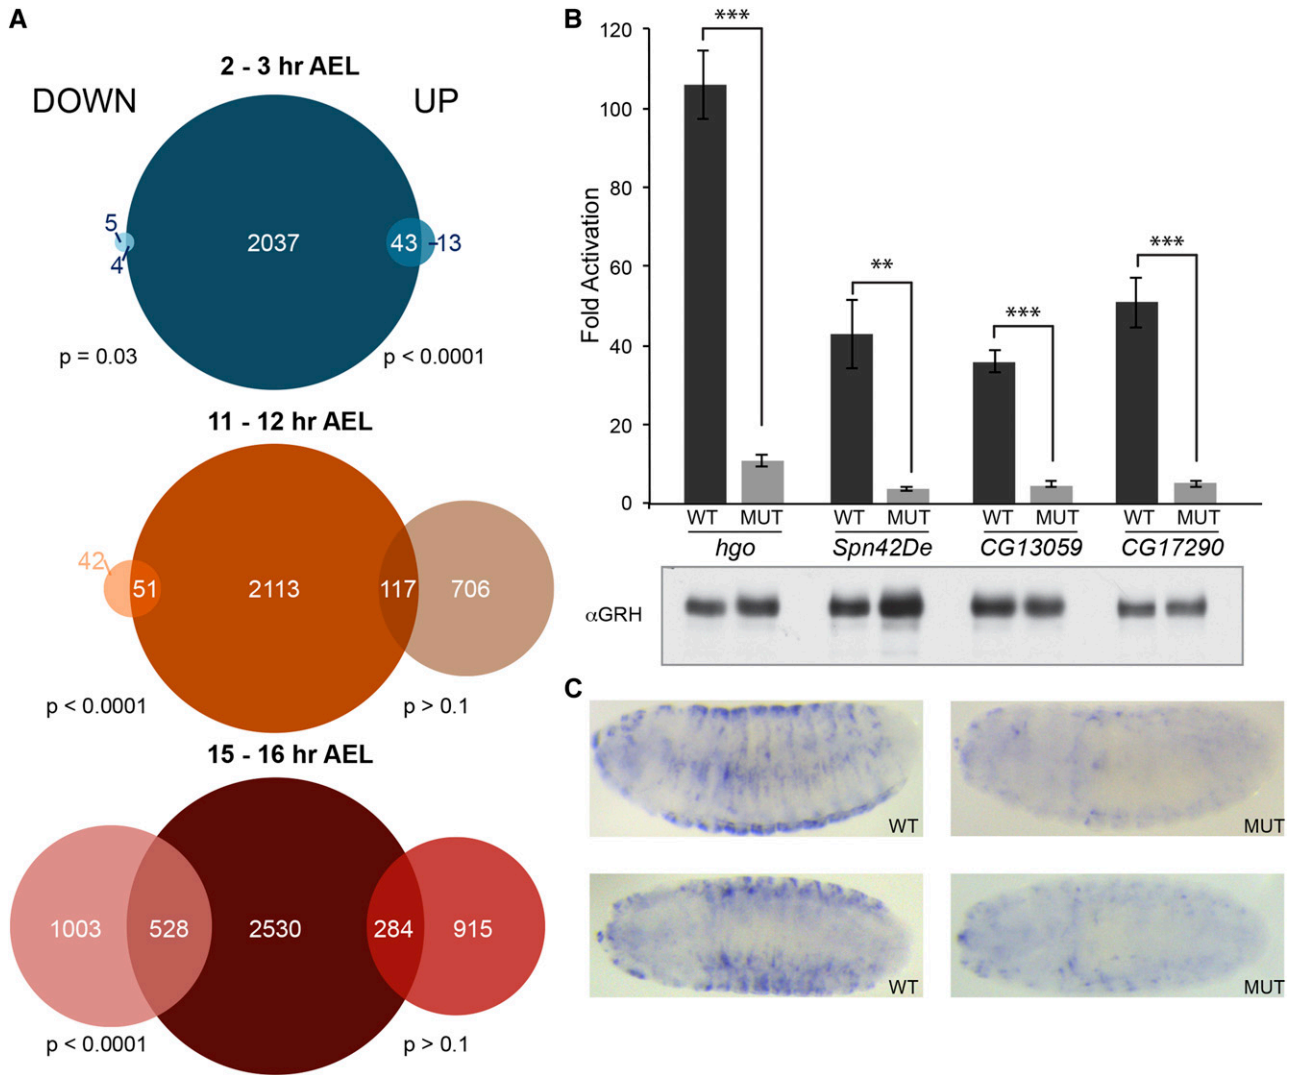 A
2 - 3 hr AEL
DOWN
UP
5
4
2037
43
13
p = 0.03
p < 0.0001
11 - 12 hr AEL
42
51
2113
117
706
p < 0.0001
p > 0.1
15 - 16 hr AEL
1003
528
2530
284
915
p < 0.0001
p > 0.1
B
Fold Activation
120
100
80
60
40
20
0
***
**
***
***
WT MUT WT MUT WT MUT WT MUT
hgo Spn42De CG13059 CG17290
αGRH
C
WT
MUT
WT
MUT